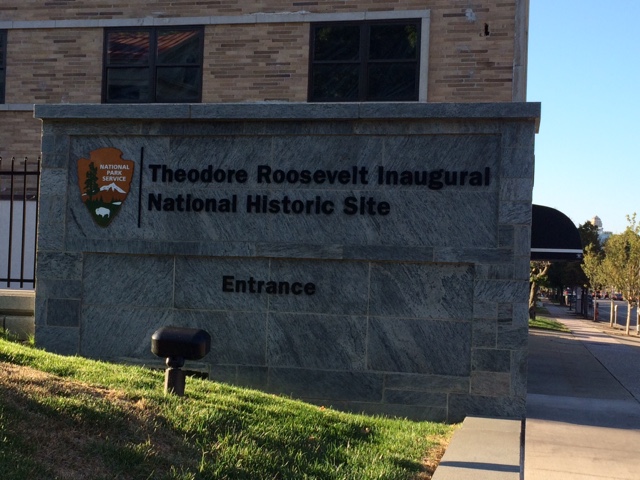 NATIONAL
PARK
SERVICE
Theodore Roosevelt Inaugural
National Historic Site
Entrance